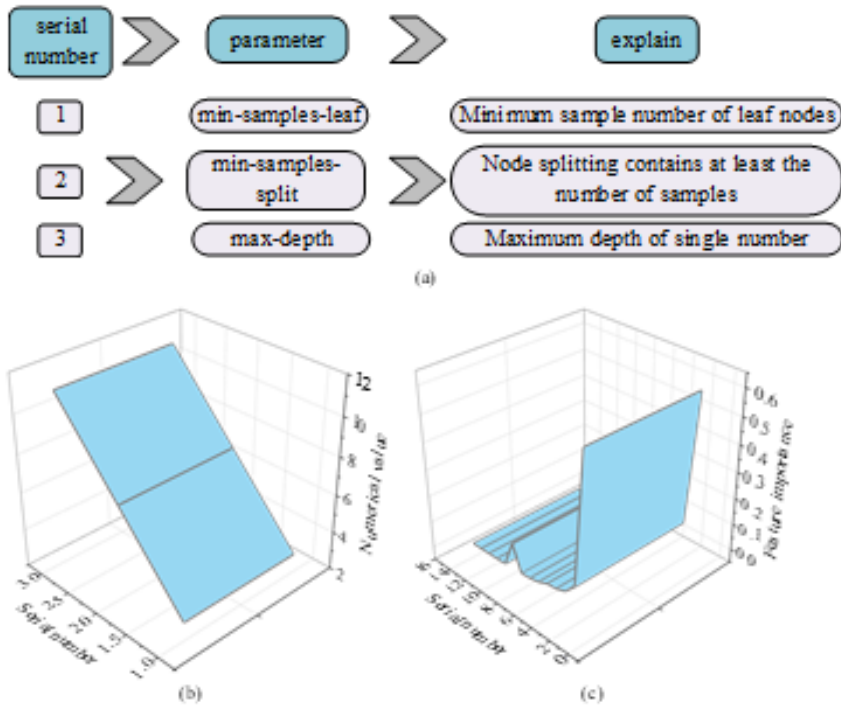 serial
number
parameter
explain
1
min-samples-leaf
Minimum sample number of leaf nodes
2
min-samples-
split
Node splitting contains at least the
number of samples
3
max-depth
Maximum depth of single number
(a)
12
10
8
6
4
2
Numerical value
3.0
2.5
2.0
1.5
1.0
Serial number
(b)
0.6
0.5
0.4
0.3
0.2
0.1
0.0
Serial number
(c)